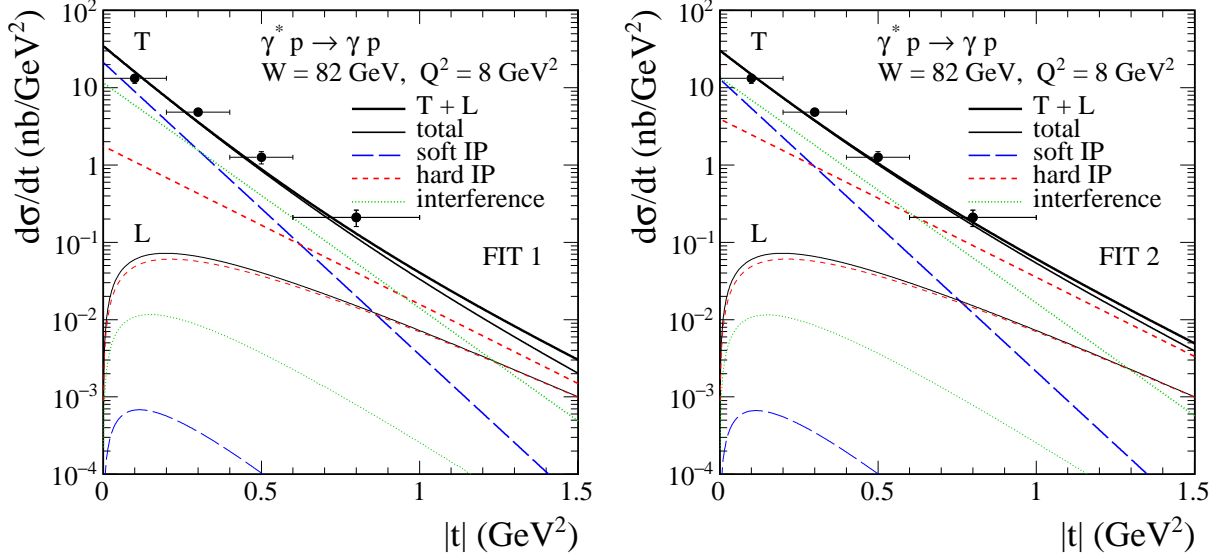 dσ/dt (nb/GeV²)
10²
10
1
10⁻¹
10⁻²
10⁻³
10⁻⁴
T
γ* p → γ p
W = 82 GeV, Q² = 8 GeV²
T + L
total
soft IP
hard IP
interference
L
FIT 1
0 0.5 1 1.5
|t| (GeV²)
dσ/dt (nb/GeV²)
10²
10
1
10⁻¹
10⁻²
10⁻³
10⁻⁴
T
γ* p → γ p
W = 82 GeV, Q² = 8 GeV²
T + L
total
soft IP
hard IP
interference
L
FIT 2
0 0.5 1 1.5
|t| (GeV²)